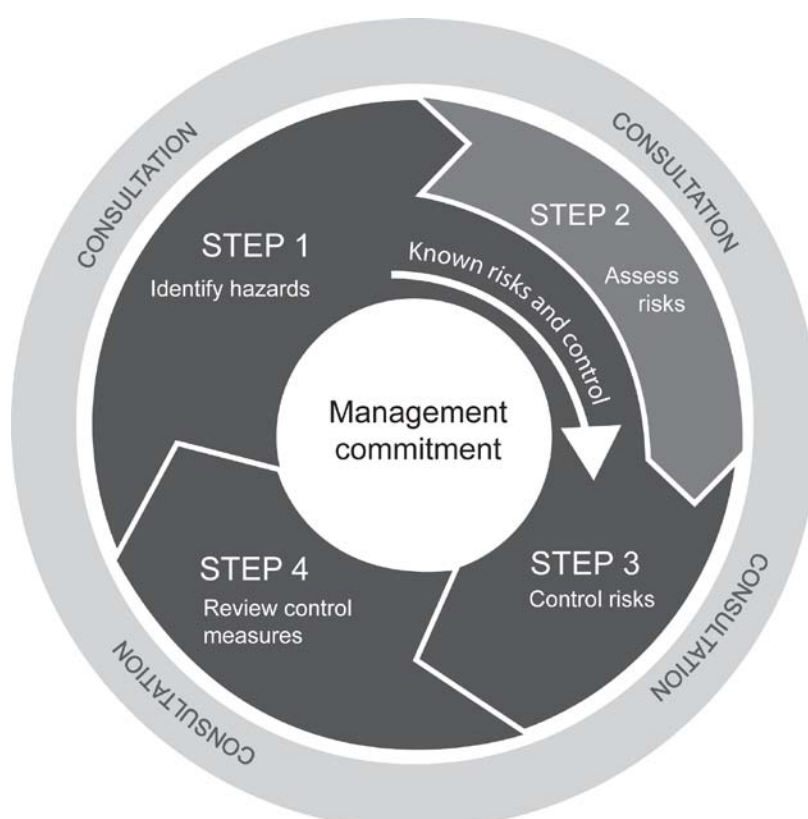 CONSULTATION
CONSULTATION
STEP 1
Identify hazards
STEP 2
Assess
risks
Known risks and control
Management
commitment
STEP 3
Control risks
STEP 4
Review control
measures
CONSULTATION
CONSULTATION